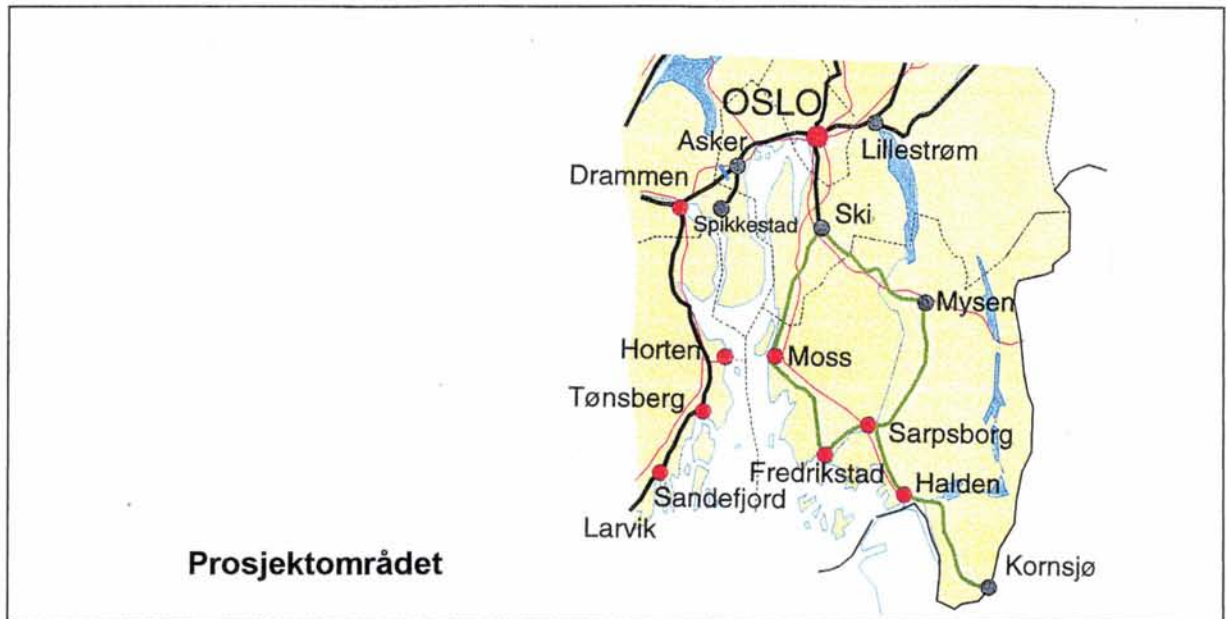 OSLO
Asker
Lillestrøm
Drammen
Spikkestad
Ski
Mysen
Horten
Moss
Tønsberg
Sarpsborg
Fredrikstad
Halden
Sandefjord
Larvik
Prosjektområdet
Kornsjø